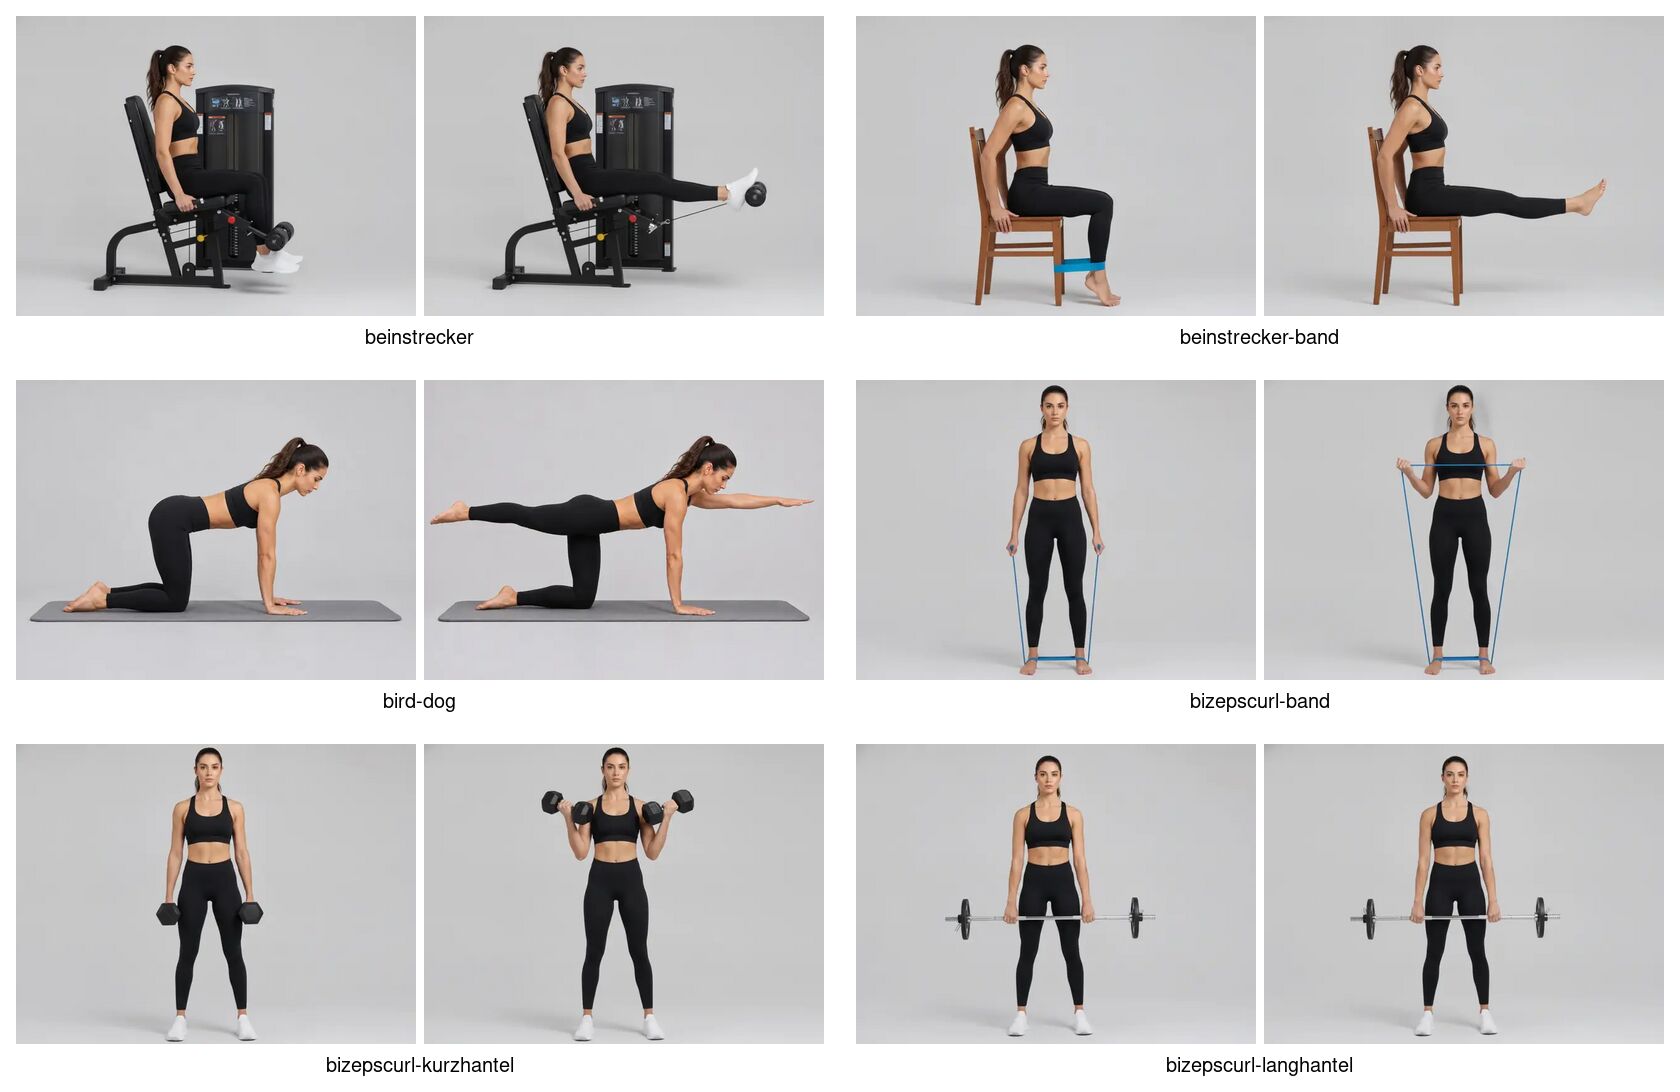 beinstrecker
beinstrecker-band
bird-dog
bizepscurl-band
bizepscurl-kurzhantel
bizepscurl-langhantel